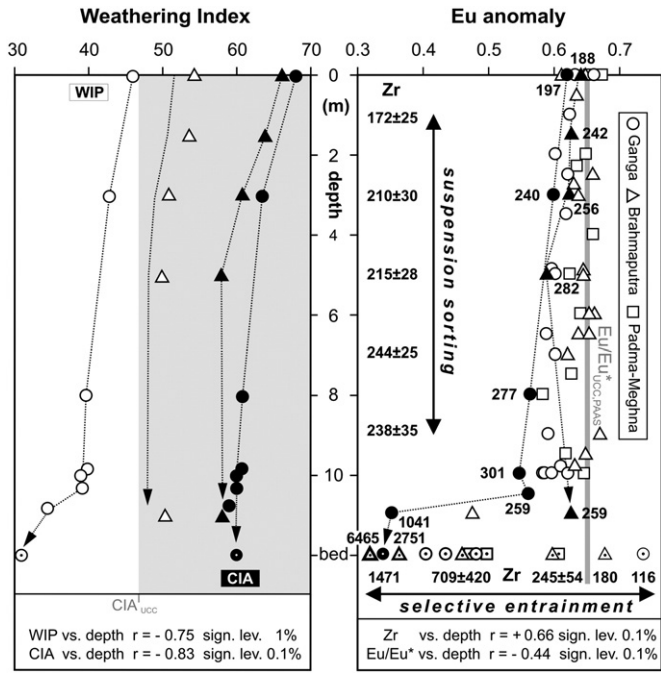 Weathering Index
Eu anomaly
30 40 50 60 70
0.3 0.4 0.5 0.6 0.7
WIP
0
(m)
2
depth
4
6
8
10
bed
CIA
CIA UCC
WIP vs. depth r = - 0.75 sign. lev. 1%
CIA vs. depth r = - 0.83 sign. lev. 0.1%
Zr
172±25
210±30
215±28
244±25
238±35
suspension sorting
188
197
242
240
256
282
277
301
259
259
1041
6465 2751
1471 709±420 Zr 245±54 180 116
selective entrainment
Eu/Eu* UCC,PAAS
Ganga
Brahmaputra
Padma-Meghna
Zr vs. depth r = + 0.66 sign. lev. 0.1%
Eu/Eu* vs. depth r = - 0.44 sign. lev. 0.1%